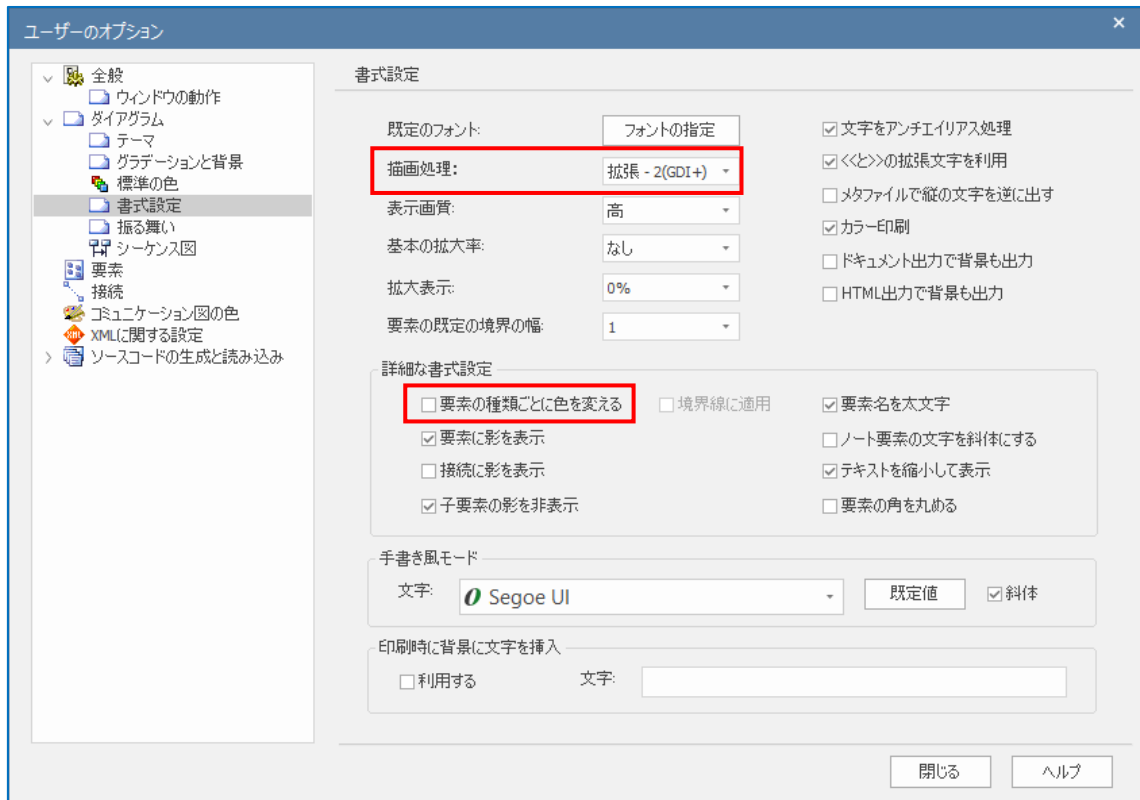 ユーザーのオプション
全般
ウィンドウの動作
ダイアグラム
テーマ
グラデーションと背景
標準の色
書式設定
振る舞い
シーケンス図
要素
接続
コミュニケーション図の色
XMLに関する設定
ソースコードの生成と読み込み
書式設定
既定のフォント: フォントの指定
描画処理: 拡張 - 2(GDI+)
表示画質: 高
基本の拡大率: なし
拡大表示: 0%
要素の既定の境界の幅: 1
文字をアンチエイリアス処理
<<と>>の拡張文字を利用
メタファイルで縦の文字を逆に出す
カラー印刷
ドキュメント出力で背景も出力
HTML出力で背景も出力
詳細な書式設定
要素の種類ごとに色を変える 境界線に適用 要素名を太文字
要素に影を表示 ノート要素の文字を斜体にする
接続に影を表示 テキストを縮小して表示
子要素の影を非表示 要素の角を丸める
手書き風モード
文字: Segoe UI 既定値 斜体
印刷時に背景に文字を挿入
利用する 文字:
閉じる ヘルプ